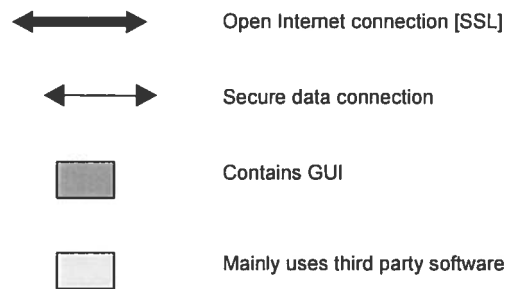 Open Internet connection [SSL]
Secure data connection
Contains GUI
Mainly uses third party software